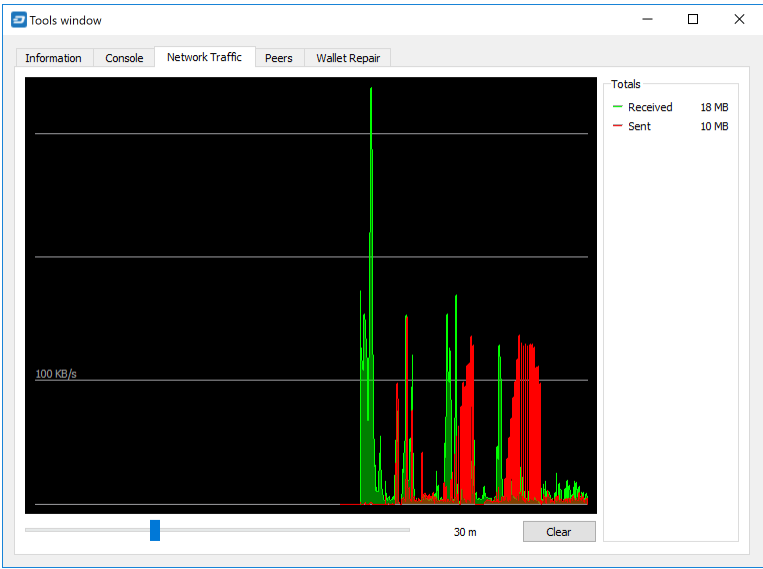 Tools window
Information Console Network Traffic Peers Wallet Repair
Totals
Received 18 MB
Sent 10 MB
100 KB/s
30 m Clear